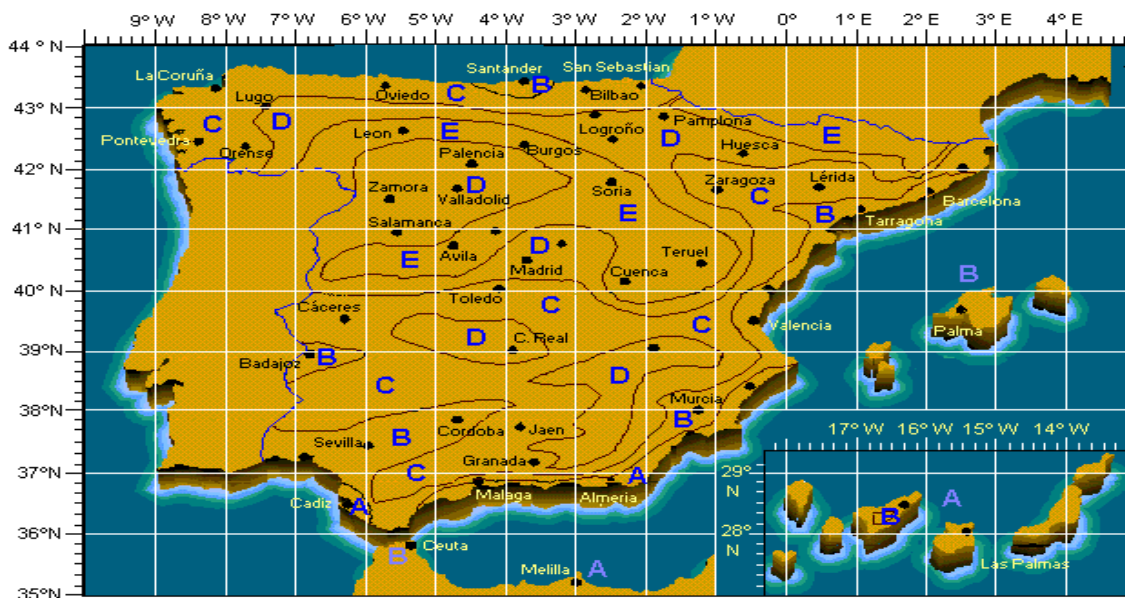 9° W 8° W 7° W 6° W 5° W 4° W 3° W 2° W 1° W 0° 1° E 2° E 3° E 4° E
44° N
43° N
42° N
41° N
40° N
39° N
38° N
37° N
36° N
35° N
La Coruña
Lugo
Oviedo
C
Santander
B
San Sebastian
Bilbao
Pontevedra
C
D
Orense
Leon
E
Palencia
Burgos
Logroño
D
Pamplona
Huesca
E
Zamora
D
Valladolid
Soria
Zaragoza
C
Lérida
B
Barcelona
Tarragona
Salamanca
Avila
E
D
Madrid
E
Cuenca
Teruel
B
Palma
Cáceres
Toledo
C
C
Valencia
D
C. Real
Badajoz
B
C
D
Murcia
B
Sevilla
B
Cordoba
Jaen
C
Granada
A
Cadiz
A
Malaga
Almeria
B
Ceuta
Melilla
A
17° W 16° W 15° W 14° W
29°
N
28°
N
A
B
Las Palmas